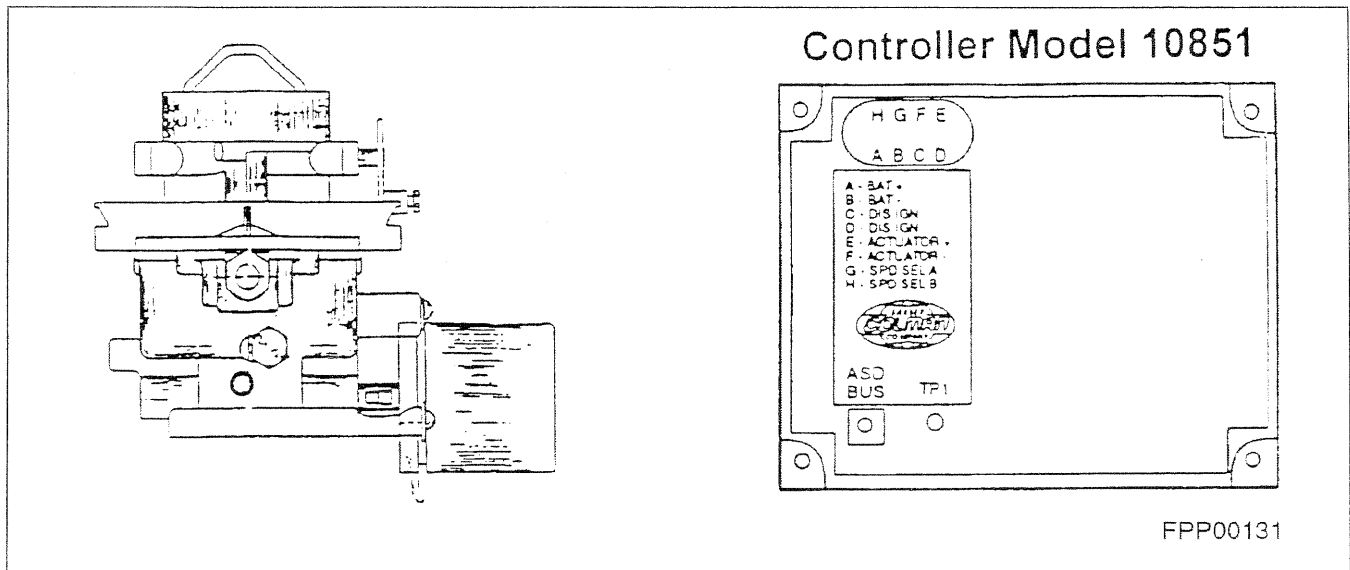 Controller Model 10851
H G F E
A B C D
A - BAT +
B - BAT -
C - DIS IGN
D - DIS IGN
E - ACTUATOR +
F - ACTUATOR -
G - SPD SEL A
H - SPD SEL B
COLMAN
ASD
BUS TP1
FPP00131